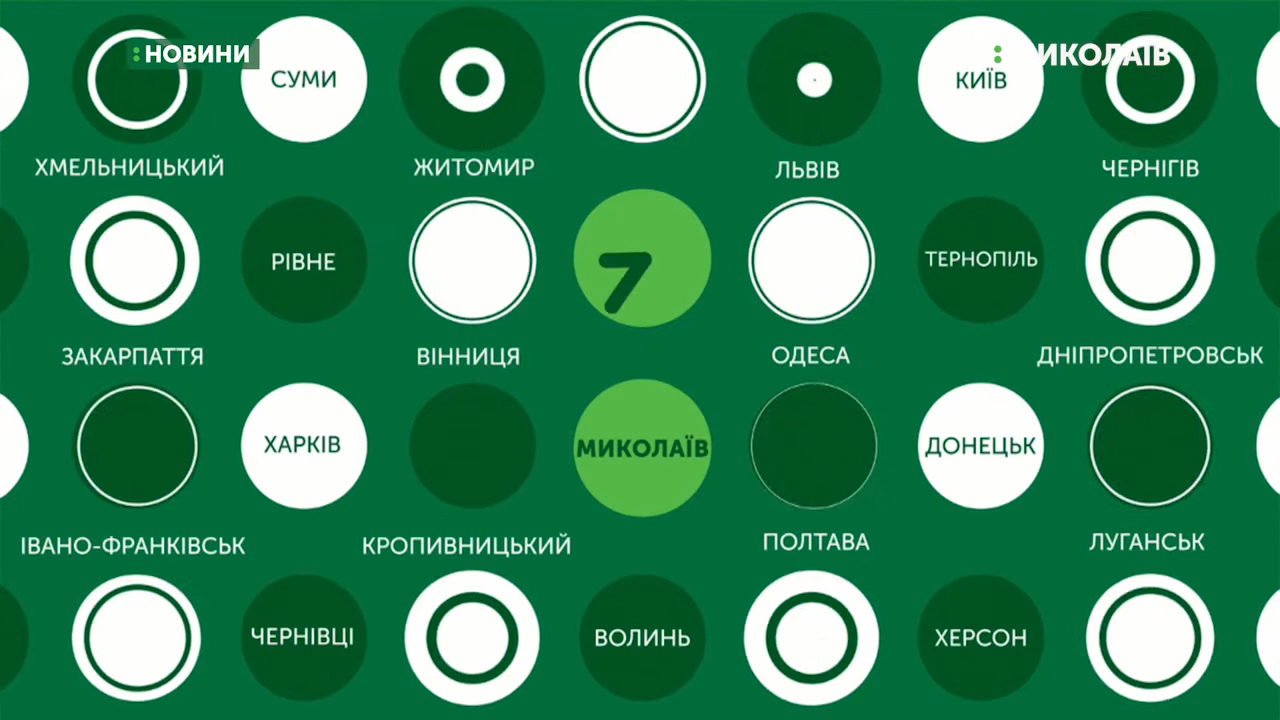 НОВИНИ
МИКОЛАЇВ
СУМИ
КИЇВ
ХМЕЛЬНИЦЬКИЙ
ЖИТОМИР
ЛЬВІВ
ЧЕРНІГІВ
РІВНЕ
ТЕРНОПІЛЬ
ЗАКАРПАТТЯ
ВІННИЦЯ
ОДЕСА
ДНІПРОПЕТРОВСЬК
ХАРКІВ
МИКОЛАЇВ
ДОНЕЦЬК
ІВАНО-ФРАНКІВСЬК
КРОПИВНИЦЬКИЙ
ПОЛТАВА
ЛУГАНСЬК
ЧЕРНІВЦІ
ВОЛИНЬ
ХЕРСОН